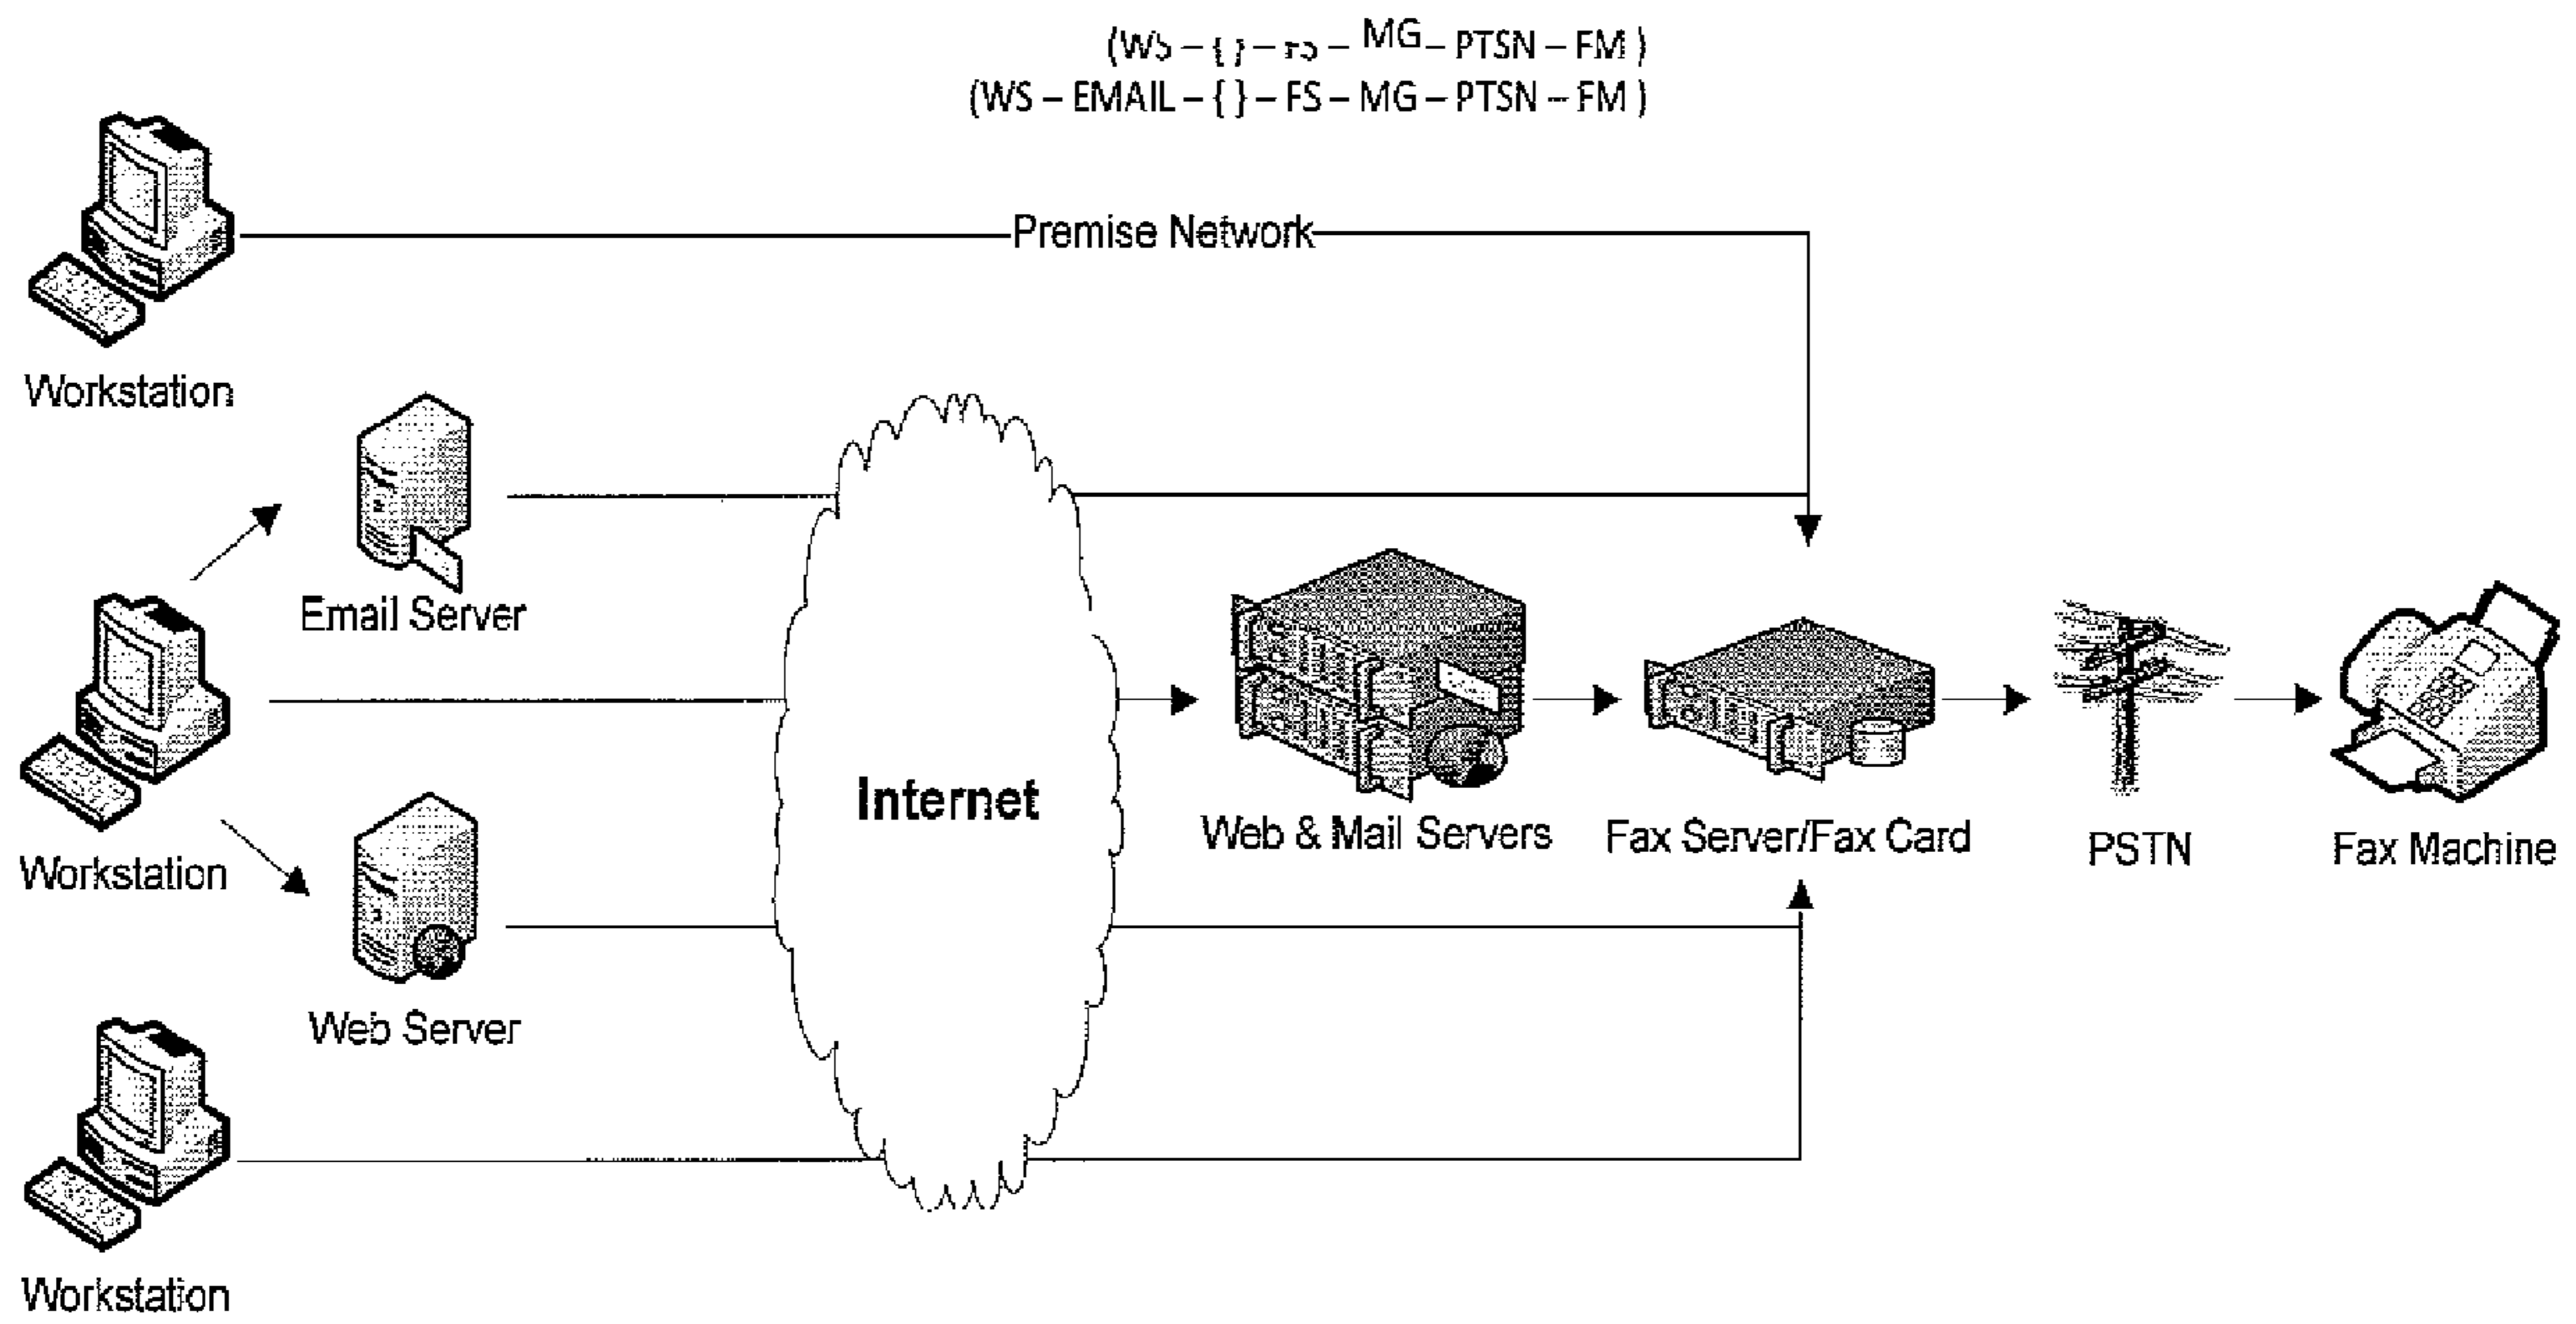 (WS – { } – FS – MG – PTSN – FM )
(WS – EMAIL – { } – FS – MG – PTSN – FM )
Premise Network
Workstation
Email Server
Internet
Web & Mail Servers
Fax Server/Fax Card
PSTN
Fax Machine
Workstation
Web Server
Workstation